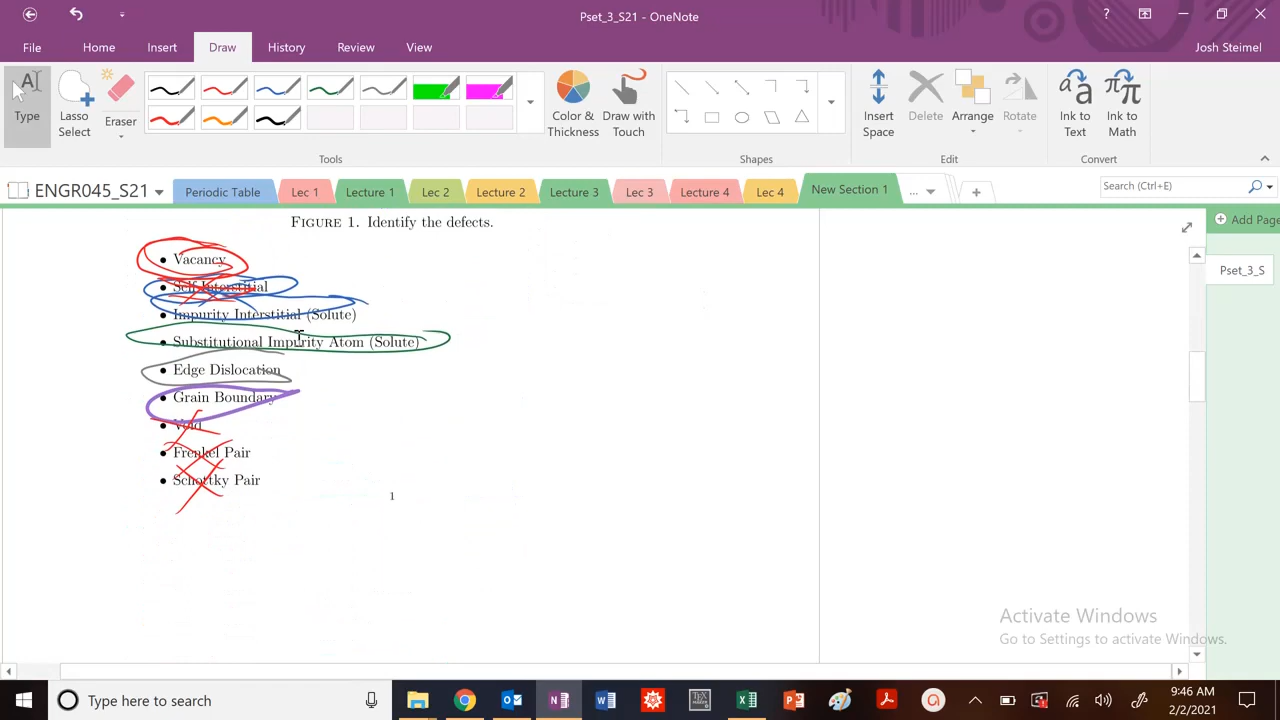 Pset_3_S21 - OneNote
?
File
Home
Insert
Draw
History
Review
View
Josh Steimel
Type
Lasso
Select
Eraser
Color &
Thickness
Draw with
Touch
Insert
Space
Delete
Arrange
Rotate
Ink to
Text
Ink to
Math
Tools
Shapes
Edit
Convert
ENGR045_S21
Periodic Table
Lec 1
Lecture 1
Lec 2
Lecture 2
Lecture 3
Lec 3
Lecture 4
Lec 4
New Section 1
...
Search (Ctrl+E)
Add Page
Pset_3_S
FIGURE 1. Identify the defects.
• Vacancy
• Self Interstitial
• Impurity Interstitial (Solute)
• Substitutional Impurity Atom (Solute)
• Edge Dislocation
• Grain Boundary
• Void
• Frenkel Pair
• Schottky Pair
1
Activate Windows
Go to Settings to activate Windows.
Type here to search
9:46 AM
2/2/2021